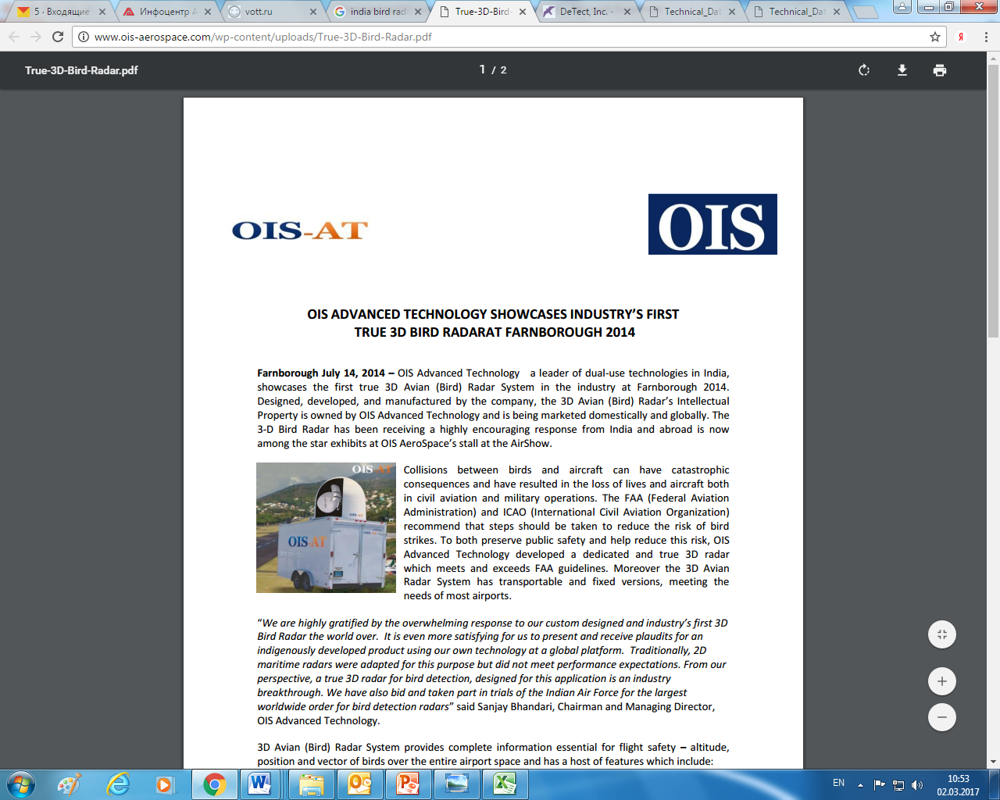 5 · Входящие
Инфоцентр А
vott.ru
india bird rad
True-3D-Bird-
DeTect, Inc. -
Technical_Dat
Technical_Dat
www.ois-aerospace.com/wp-content/uploads/True-3D-Bird-Radar.pdf
Я
True-3D-Bird-Radar.pdf
1 / 2
OIS-AT
OIS
OIS ADVANCED TECHNOLOGY SHOWCASES INDUSTRY'S FIRST
TRUE 3D BIRD RADARAT FARNBOROUGH 2014
Farnborough July 14, 2014 – OIS Advanced Technology a leader of dual-use technologies in India,
showcases the first true 3D Avian (Bird) Radar System in the industry at Farnborough 2014.
Designed, developed, and manufactured by the company, the 3D Avian (Bird) Radar's Intellectual
Property is owned by OIS Advanced Technology and is being marketed domestically and globally. The
3-D Bird Radar has been receiving a highly encouraging response from India and abroad is now
among the star exhibits at OIS AeroSpace's stall at the AirShow.
OIS-AT
OIS-AT
OIS-AT
OIS-AT
Collisions between birds and aircraft can have catastrophic
consequences and have resulted in the loss of lives and aircraft both
in civil aviation and military operations. The FAA (Federal Aviation
Administration) and ICAO (International Civil Aviation Organization)
recommend that steps should be taken to reduce the risk of bird
strikes. To both preserve public safety and help reduce this risk, OIS
Advanced Technology developed a dedicated and true 3D radar
which meets and exceeds FAA guidelines. Moreover the 3D Avian
Radar System has transportable and fixed versions, meeting the
needs of most airports.
"We are highly gratified by the overwhelming response to our custom designed and industry's first 3D
Bird Radar the world over. It is even more satisfying for us to present and receive plaudits for an
indigenously developed product using our own technology at a global platform. Traditionally, 2D
maritime radars were adapted for this purpose but did not meet performance expectations. From our
perspective, a true 3D radar for bird detection, designed for this application is an industry
breakthrough. We have also bid and taken part in trials of the Indian Air Force for the largest
worldwide order for bird detection radars" said Sanjay Bhandari, Chairman and Managing Director,
OIS Advanced Technology.
3D Avian (Bird) Radar System provides complete information essential for flight safety – altitude,
position and vector of birds over the entire airport space and has a host of features which include:
EN
10:53
02.03.2017